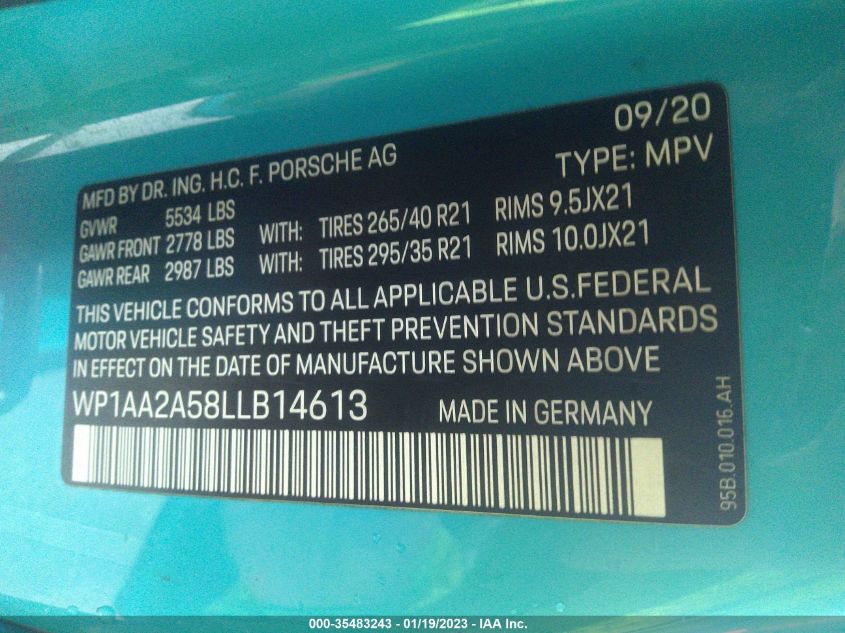 09/20
MFD BY DR. ING. H.C. F. PORSCHE AG
TYPE: MPV
GVWR 5534 LBS
GAWR FRONT 2778 LBS WITH: TIRES 265/40 R21 RIMS 9.5JX21
GAWR REAR 2987 LBS WITH: TIRES 295/35 R21 RIMS 10.0JX21
THIS VEHICLE CONFORMS TO ALL APPLICABLE U.S.FEDERAL
MOTOR VEHICLE SAFETY AND THEFT PREVENTION STANDARDS
IN EFFECT ON THE DATE OF MANUFACTURE SHOWN ABOVE
WP1AA2A58LLB14613 MADE IN GERMANY
95B.010.016.AH
000-35483243 - 01/19/2023 - IAA Inc.